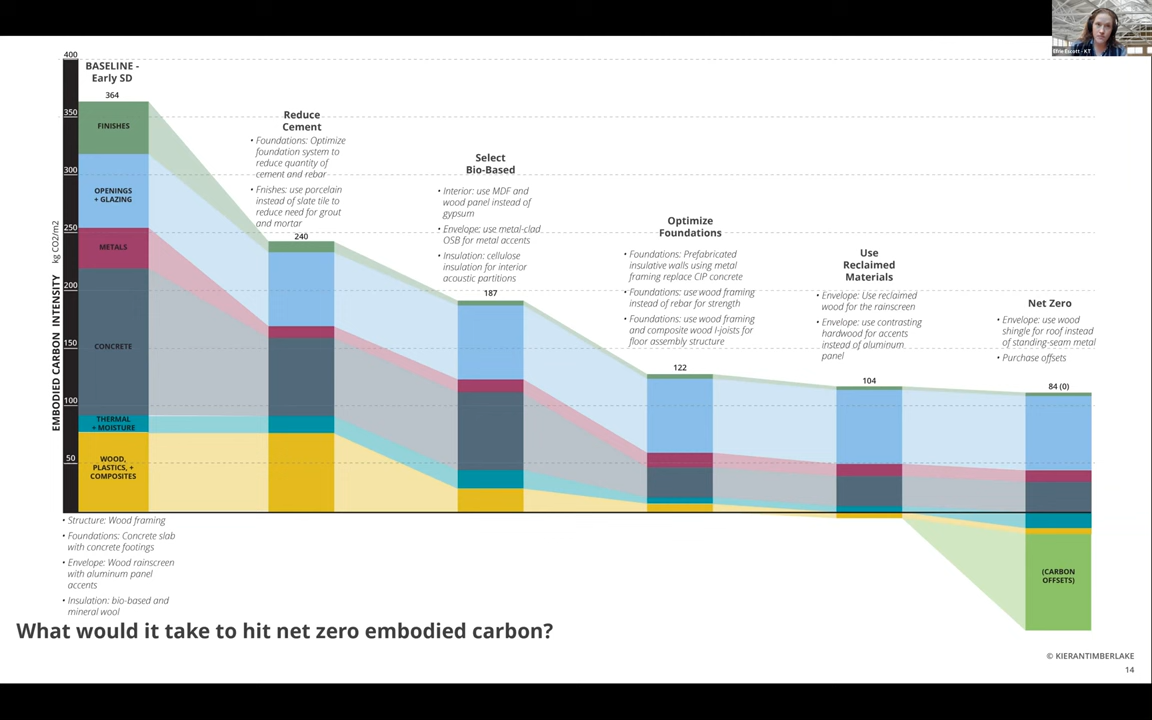 Efrie Escott - KT
400
350
300
250
200
150
100
50
EMBODIED CARBON INTENSITY kg CO2/m2
BASELINE -
Early SD
364
FINISHES
OPENINGS
+ GLAZING
METALS
CONCRETE
THERMAL
+ MOISTURE
WOOD,
PLASTICS, +
COMPOSITES
• Structure: Wood framing
• Foundations: Concrete slab
with concrete footings
• Envelope: Wood rainscreen
with aluminum panel
accents
• Insulation: bio-based and
mineral wool
Reduce
Cement
• Foundations: Optimize
foundation system to
reduce quantity of
cement and rebar
• Fnishes: use porcelain
instead of slate tile to
reduce need for grout
and mortar
240
Select
Bio-Based
• Interior: use MDF and
wood panel instead of
gypsum
• Envelope: use metal-clad
OSB for metal accents
• Insulation: cellulose
insulation for interior
acoustic partitions
187
Optimize
Foundations
• Foundations: Prefabricated
insulative walls using metal
framing replace CIP concrete
• Foundations: use wood framing
instead of rebar for strength
• Foundations: use wood framing
and composite wood I-joists for
floor assembly structure
122
Use
Reclaimed
Materials
• Envelope: Use reclaimed
wood for the rainscreen
• Envelope: use contrasting
hardwood for accents
instead of aluminum
panel
104
Net Zero
• Envelope: use wood
shingle for roof instead
of standing-seam metal
• Purchase offsets
84 (0)
(CARBON
OFFSETS)
What would it take to hit net zero embodied carbon?
© KIERANTIMBERLAKE
14